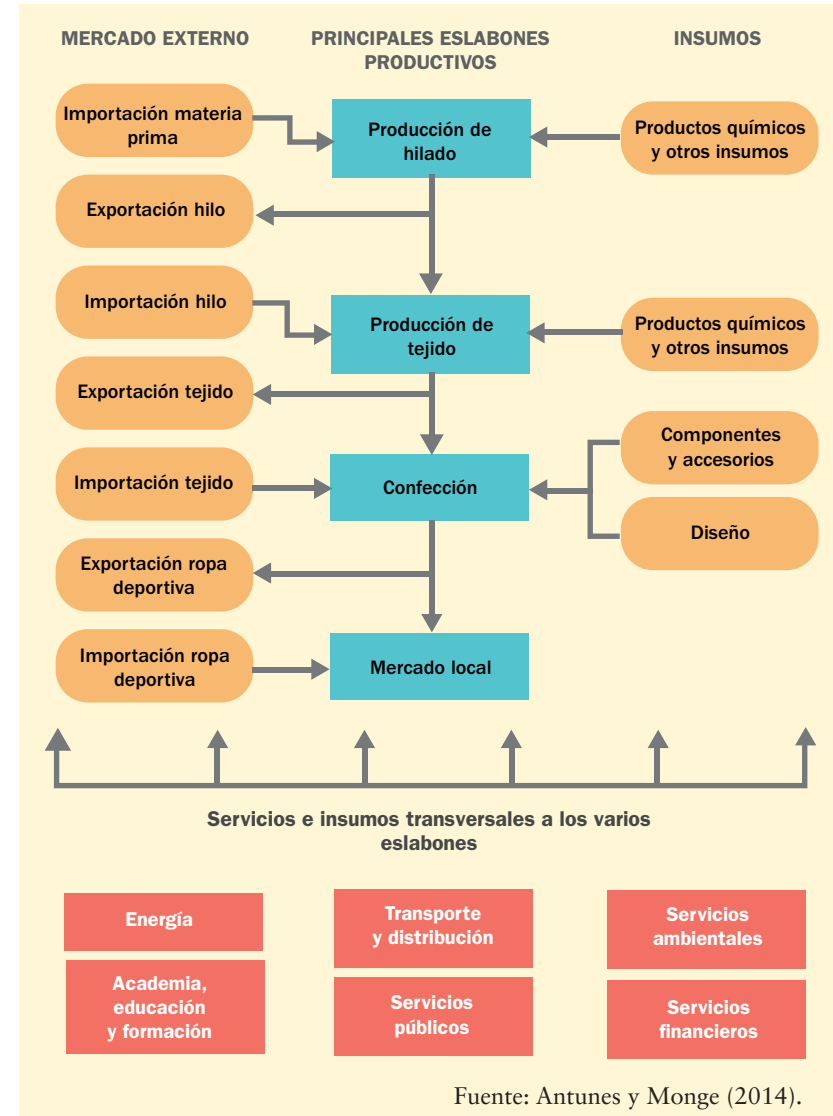 MERCADO EXTERNO
PRINCIPALES ESLABONES
PRODUCTIVOS
INSUMOS
Importación materia
prima
Producción de
hilado
Productos químicos
y otros insumos
Exportación hilo
Importación hilo
Producción de
tejido
Productos químicos
y otros insumos
Exportación tejido
Importación tejido
Confección
Componentes
y accesorios
Diseño
Exportación ropa
deportiva
Importación ropa
deportiva
Mercado local
Servicios e insumos transversales a los varios
eslabones
Energía
Transporte
y distribución
Servicios
ambientales
Academia,
educación
y formación
Servicios
públicos
Servicios
financieros
Fuente: Antunes y Monge (2014).